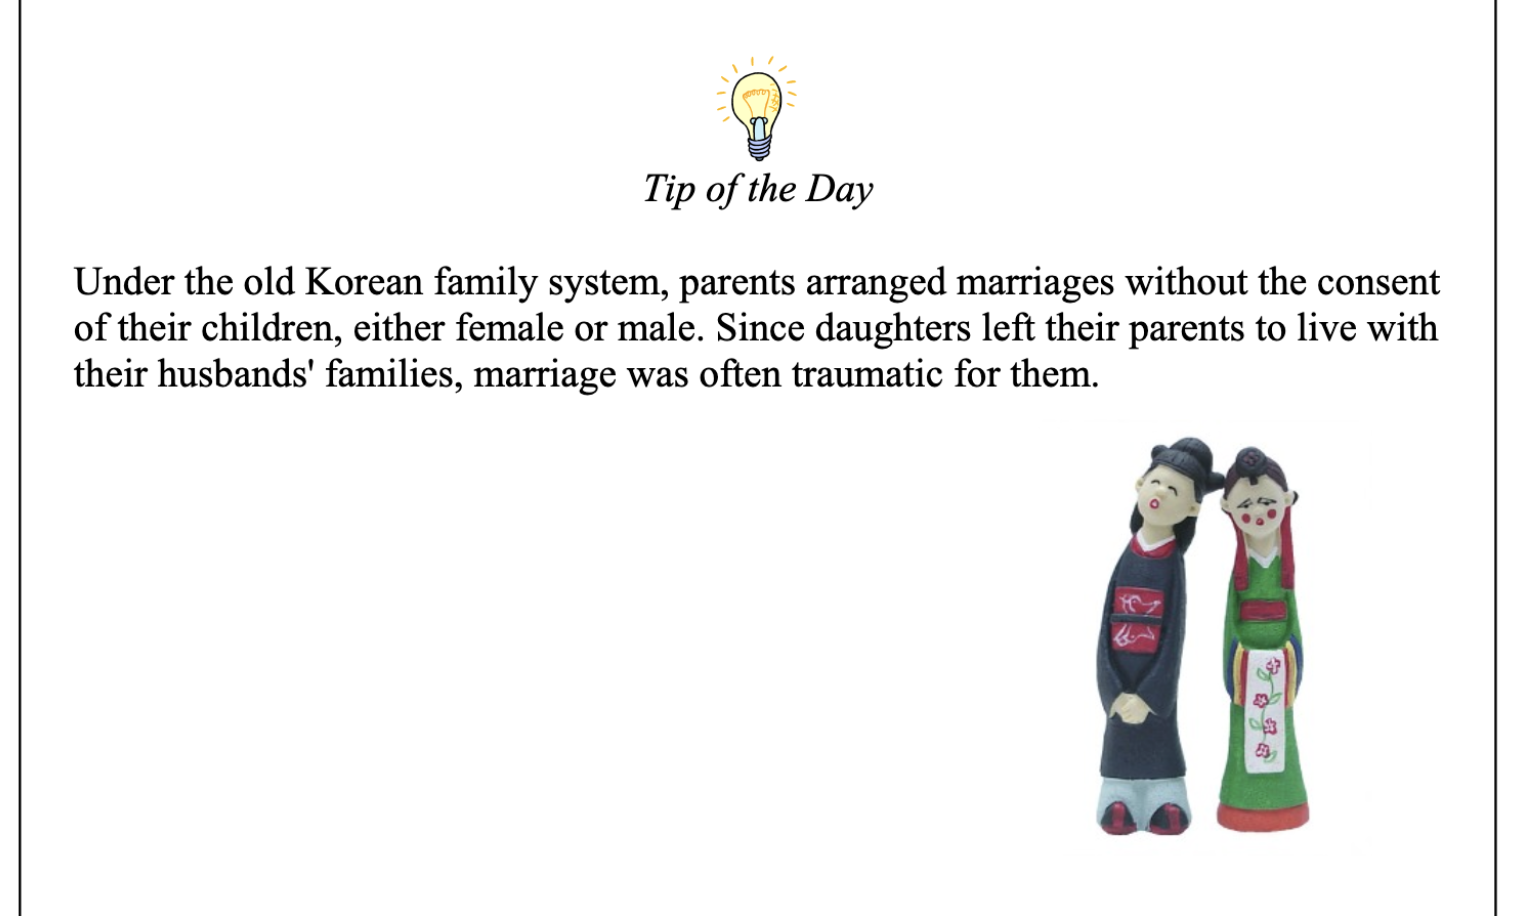 Tip of the Day
Under the old Korean family system, parents arranged marriages without the consent
of their children, either female or male. Since daughters left their parents to live with
their husbands' families, marriage was often traumatic for them.